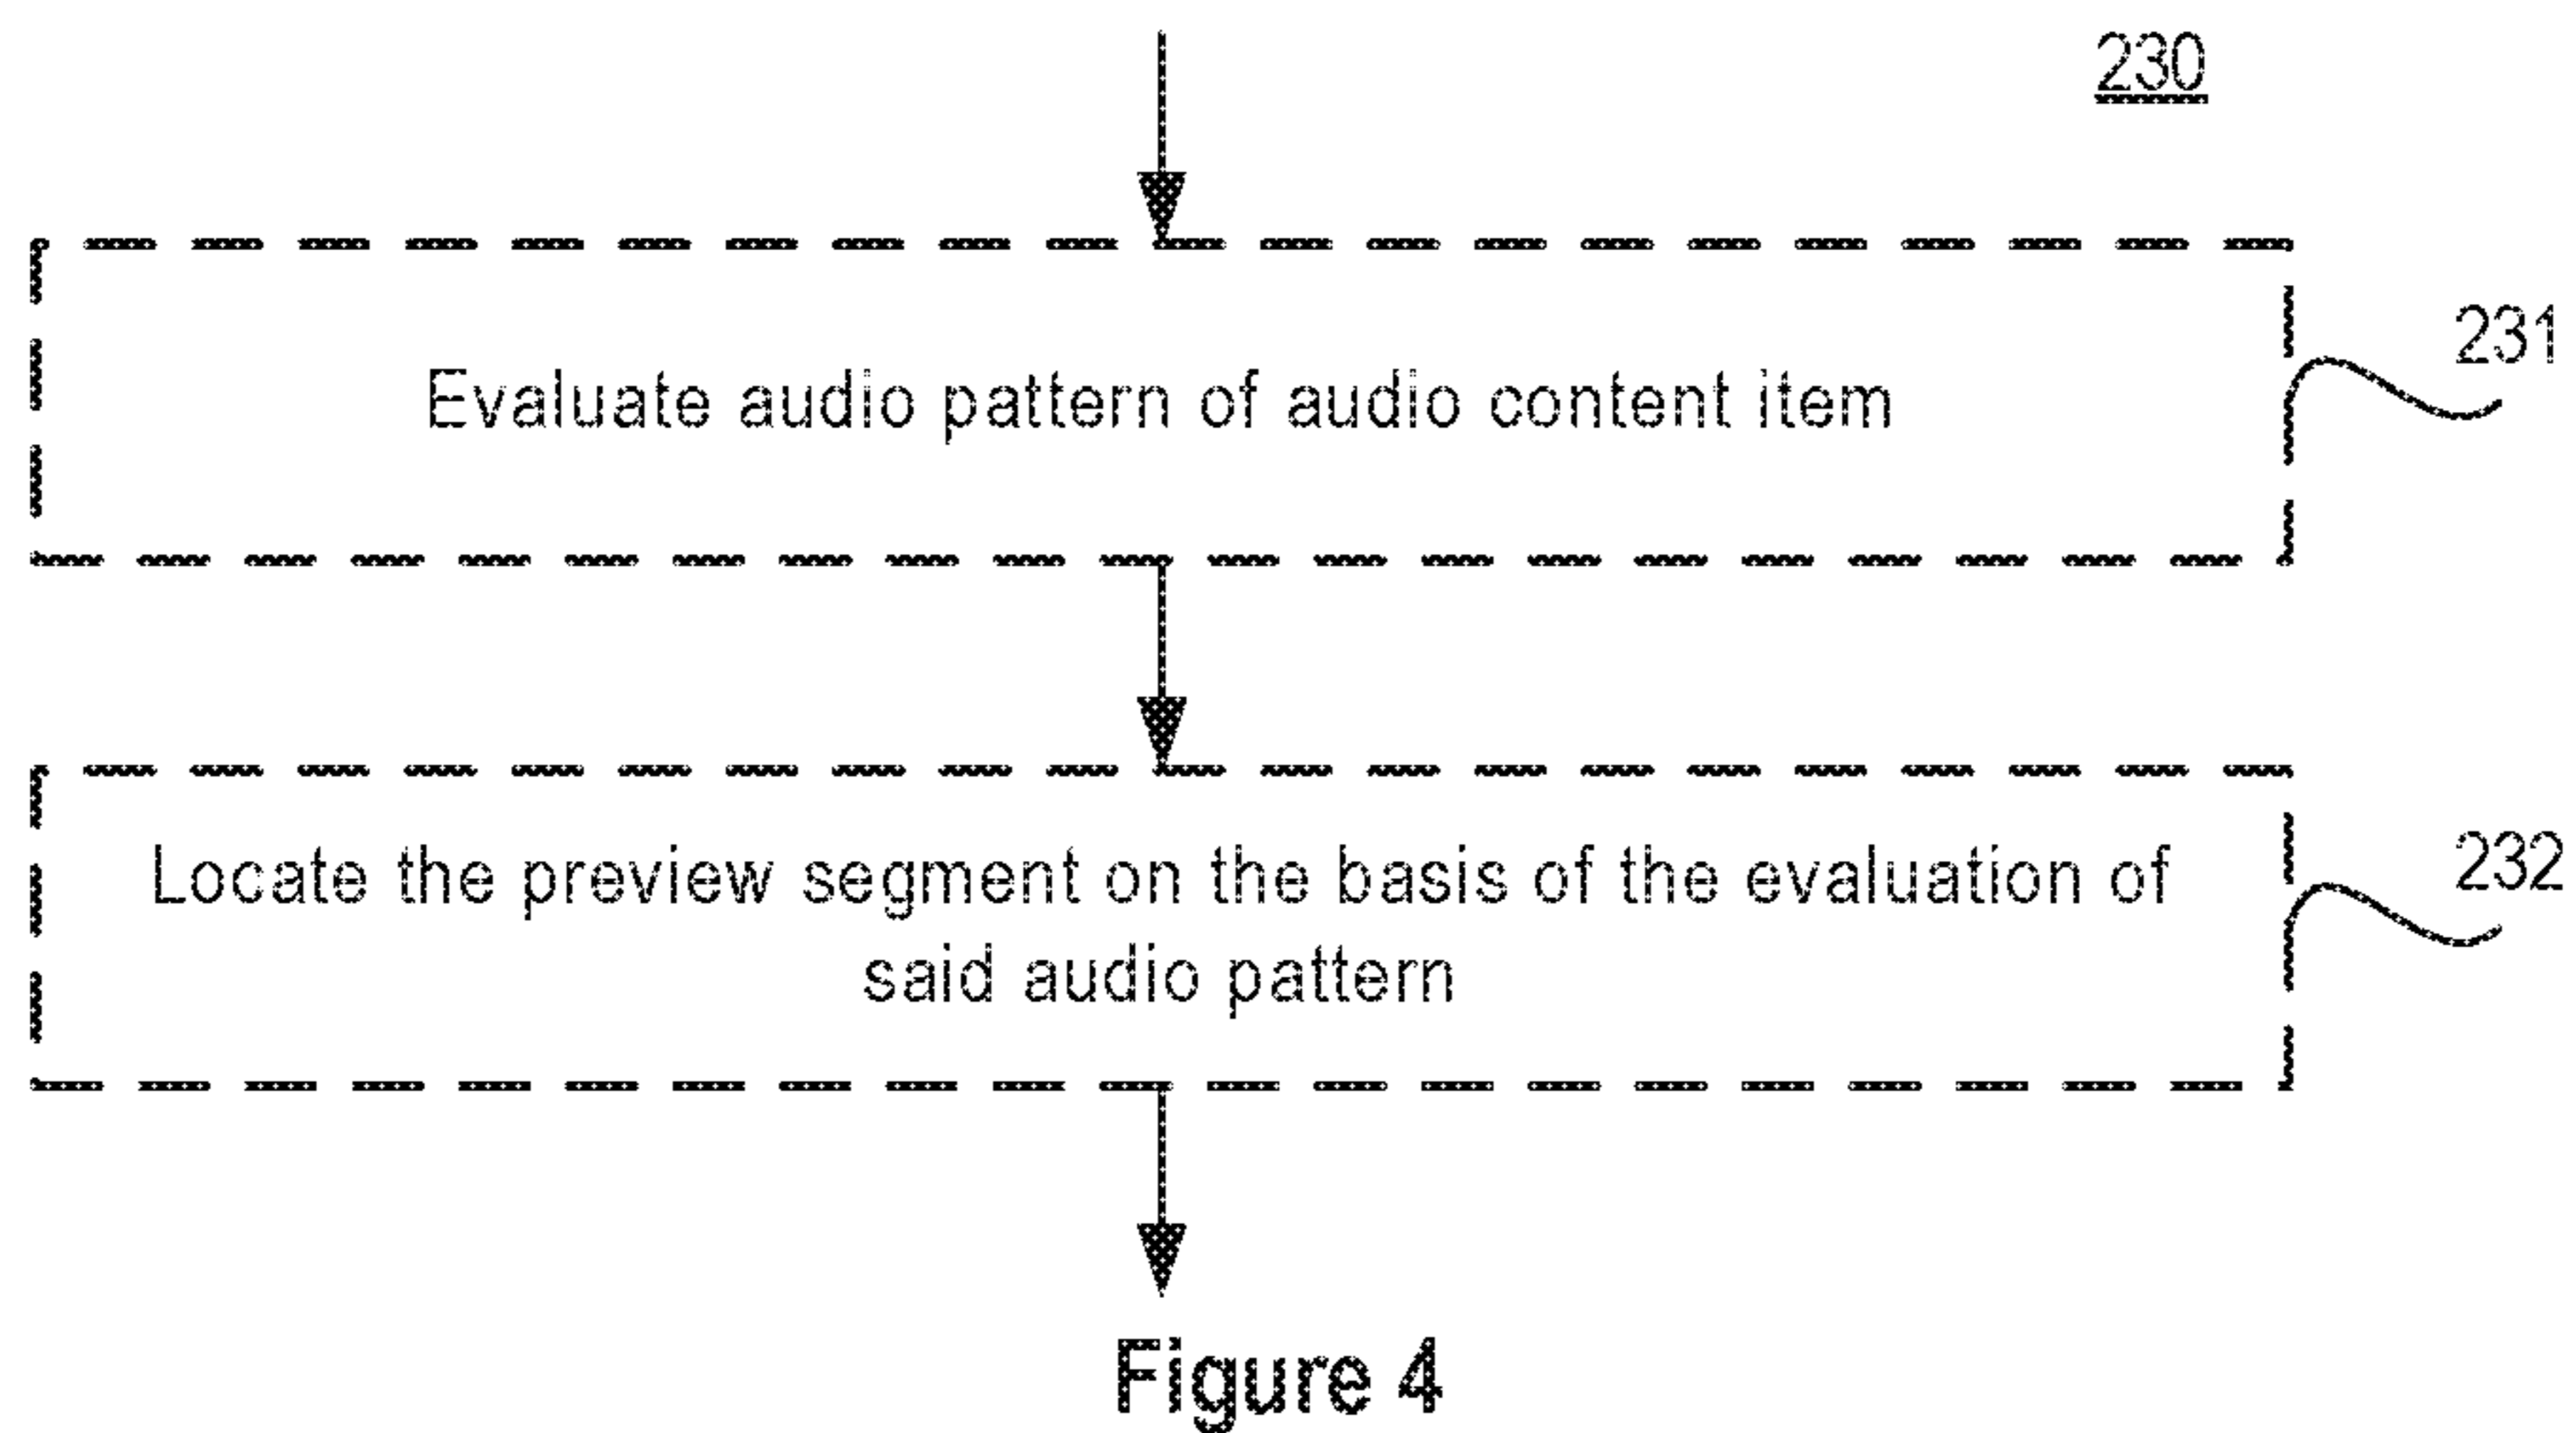 230
231
Evaluate audio pattern of audio content item
Locate the preview segment on the basis of the evaluation of
232
said audio pattern
Figure 4